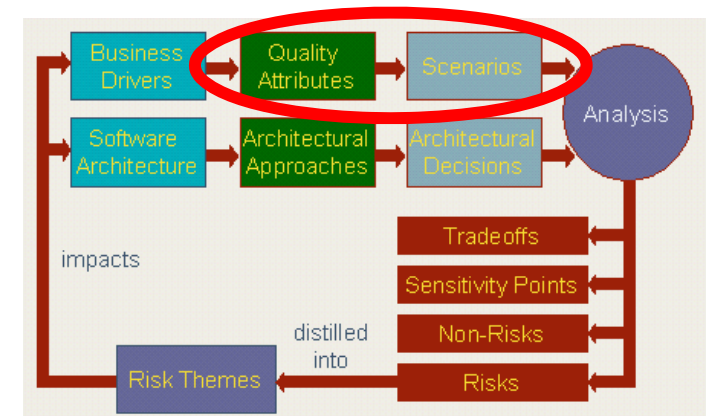 Business
Drivers
Quality
Attributes
Scenarios
Analysis
Software
Architecture
Architectural
Approaches
Architectural
Decisions
Tradeoffs
impacts
Sensitivity Points
distilled
into
Non-Risks
Risk Themes
Risks